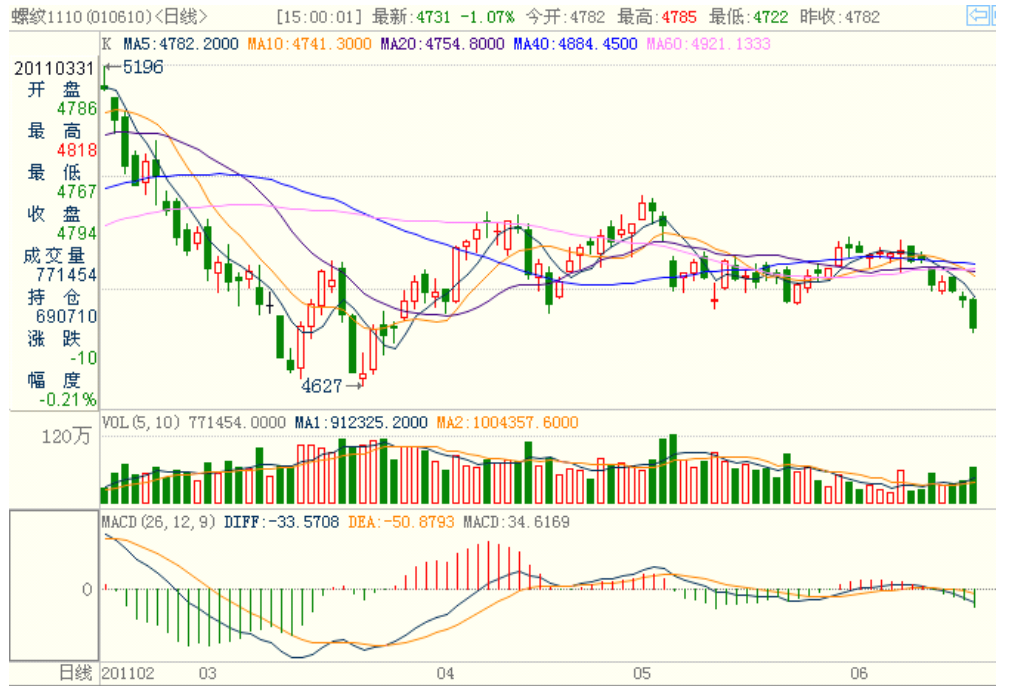 螺纹1110(010610)<日线> [15:00:01] 最新:4731 -1.07% 今开:4782 最高:4785 最低:4722 昨收:4782
K MA5:4782.2000 MA10:4741.3000 MA20:4754.8000 MA40:4884.4500 MA60:4921.1333
20110331
5196
开 盘
4786
最 高
4818
最 低
4767
收 盘
4794
成交量
771454
持 仓
690710
涨 跌
-10
幅 度
-0.21%
4627
VOL(5,10) 771454.0000 MA1:912325.2000 MA2:1004357.6000
120万
MACD(26,12,9) DIFF:-33.5708 DEA:-50.8793 MACD:34.6169
0
日线 201102 03 04 05 06